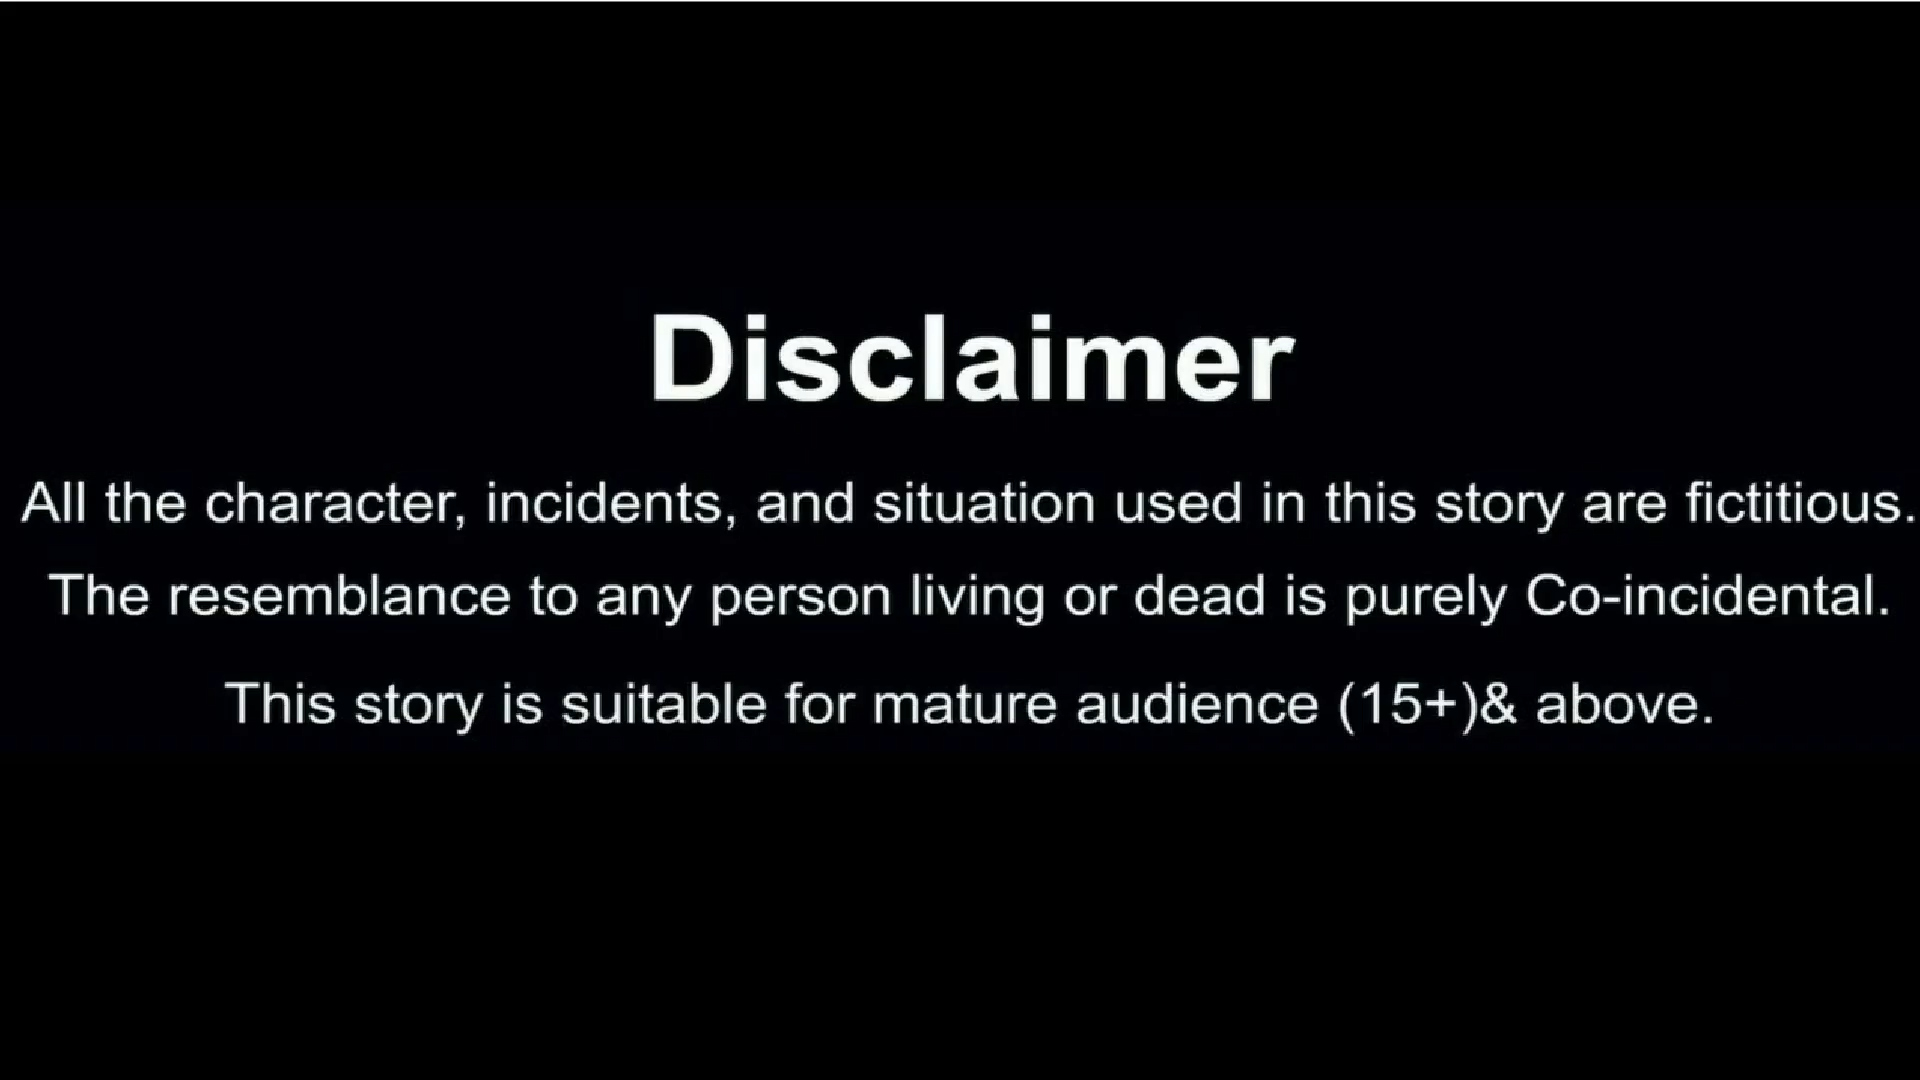 Disclaimer
All the character, incidents, and situation used in this story are fictitious.
The resemblance to any person living or dead is purely Co-incidental.
This story is suitable for mature audience (15+)& above.